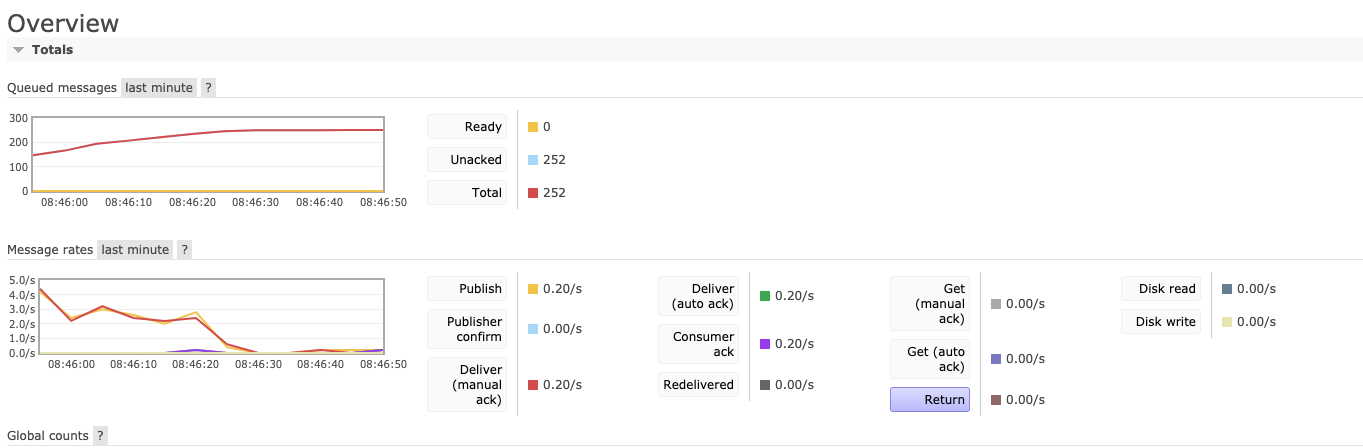 Overview
Totals
Queued messages last minute ?
300
200
100
0
08:46:00 08:46:10 08:46:20 08:46:30 08:46:40 08:46:50
Ready 0
Unacked 252
Total 252
Message rates last minute ?
5.0/s
4.0/s
3.0/s
2.0/s
1.0/s
0.0/s
08:46:00 08:46:10 08:46:20 08:46:30 08:46:40 08:46:50
Publish 0.20/s
Publisher
confirm 0.00/s
Deliver
(manual
ack) 0.20/s
Deliver
(auto ack) 0.20/s
Consumer
ack 0.20/s
Redelivered 0.00/s
Get
(manual
ack) 0.00/s
Get (auto
ack) 0.00/s
Return 0.00/s
Disk read 0.00/s
Disk write 0.00/s
Global counts ?